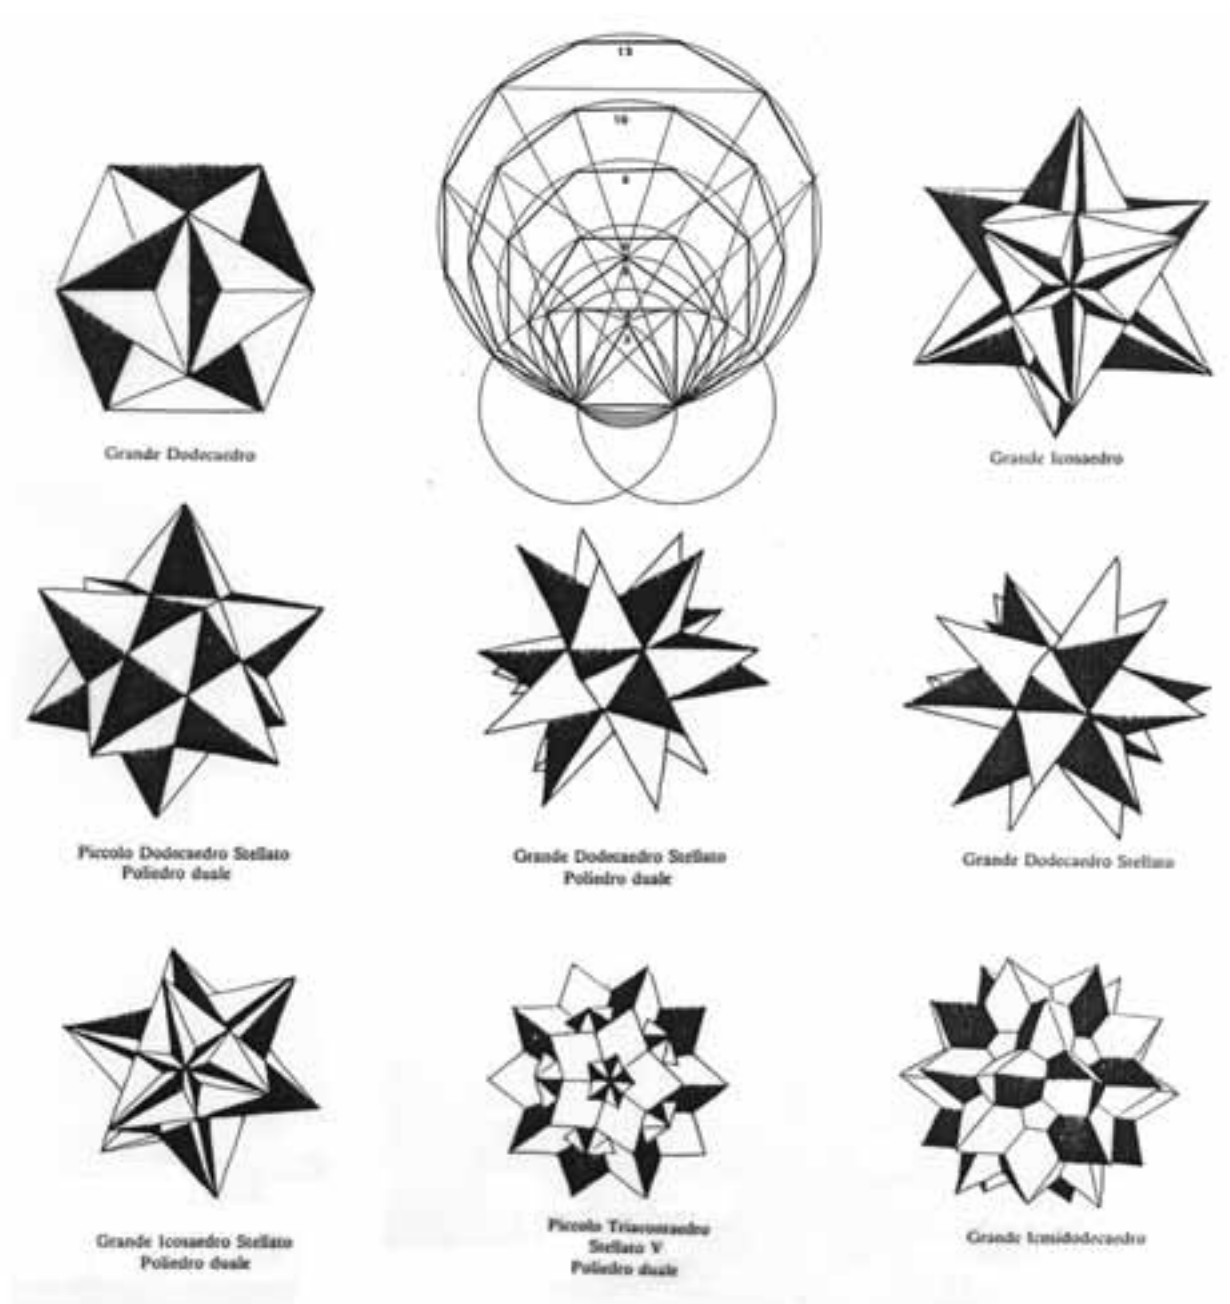 12
10
8
Grande Dodecaedro
Grande Icosaedro
Piccolo Dodecaedro Stellato
Poliedro duale
Grande Dodecaedro Stellato
Poliedro duale
Grande Dodecaedro Stellato
Grande Icosaedro Stellato
Poliedro duale
Piccolo Triacontaedro
Stellato V
Poliedro duale
Grande Icosidodecaedro